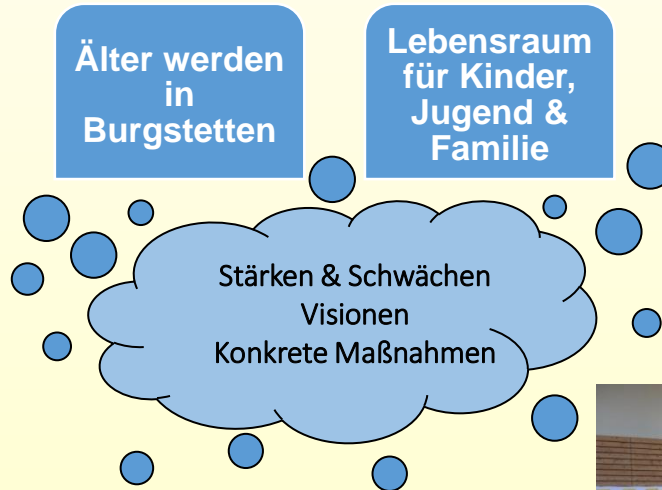 Älter werden
in
Burgstetten
Lebensraum
für Kinder,
Jugend &
Familie
Stärken & Schwächen
Visionen
Konkrete Maßnahmen